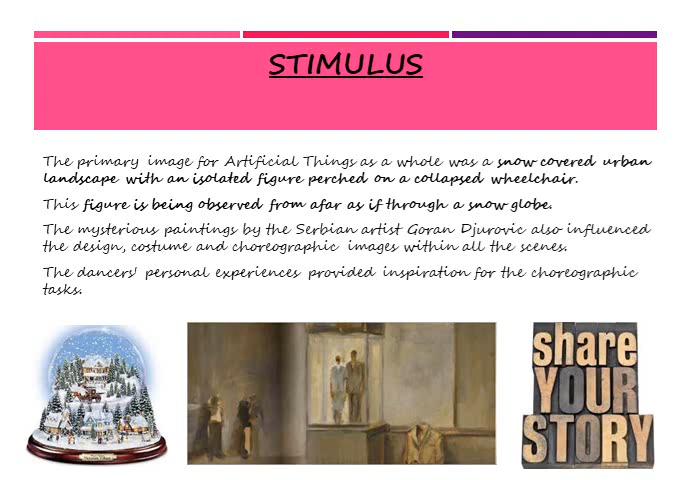 STIMULUS
The primary image for Artificial Things as a whole was a snow covered urban
landscape with an isolated figure perched on a collapsed wheelchair.
This figure is being observed from afar as if through a snow globe.
The mysterious paintings by the Serbian artist Goran Djurovic also influenced
the design, costume and choreographic images within all the scenes.
The dancers' personal experiences provided inspiration for the choreographic
tasks.
share
YOUR
STORY